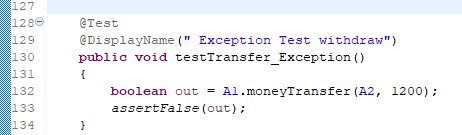 127
128 @Test
129 @DisplayName(" Exception Test withdraw")
130 public void testTransfer_Exception()
131 {
132 boolean out = A1.moneyTransfer(A2, 1200);
133 assertFalse(out);
134 }